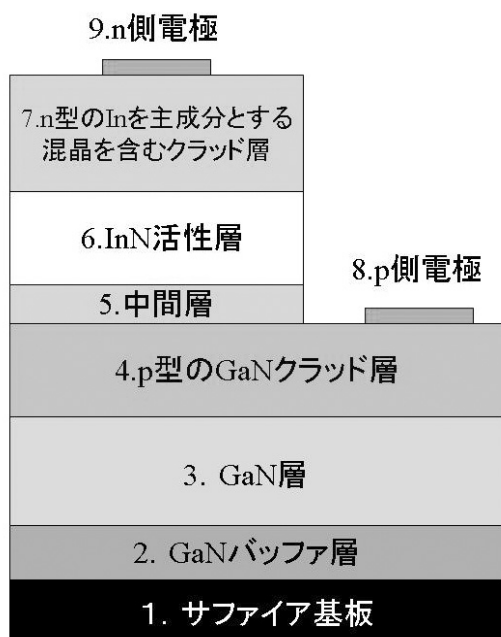 9.n側電極
7.n型のInを主成分とする
混晶を含むクラッド層
6.InN活性層
8.p側電極
5.中間層
4.p型のGaNクラッド層
3. GaN層
2. GaNバッファ層
1. サファイア基板